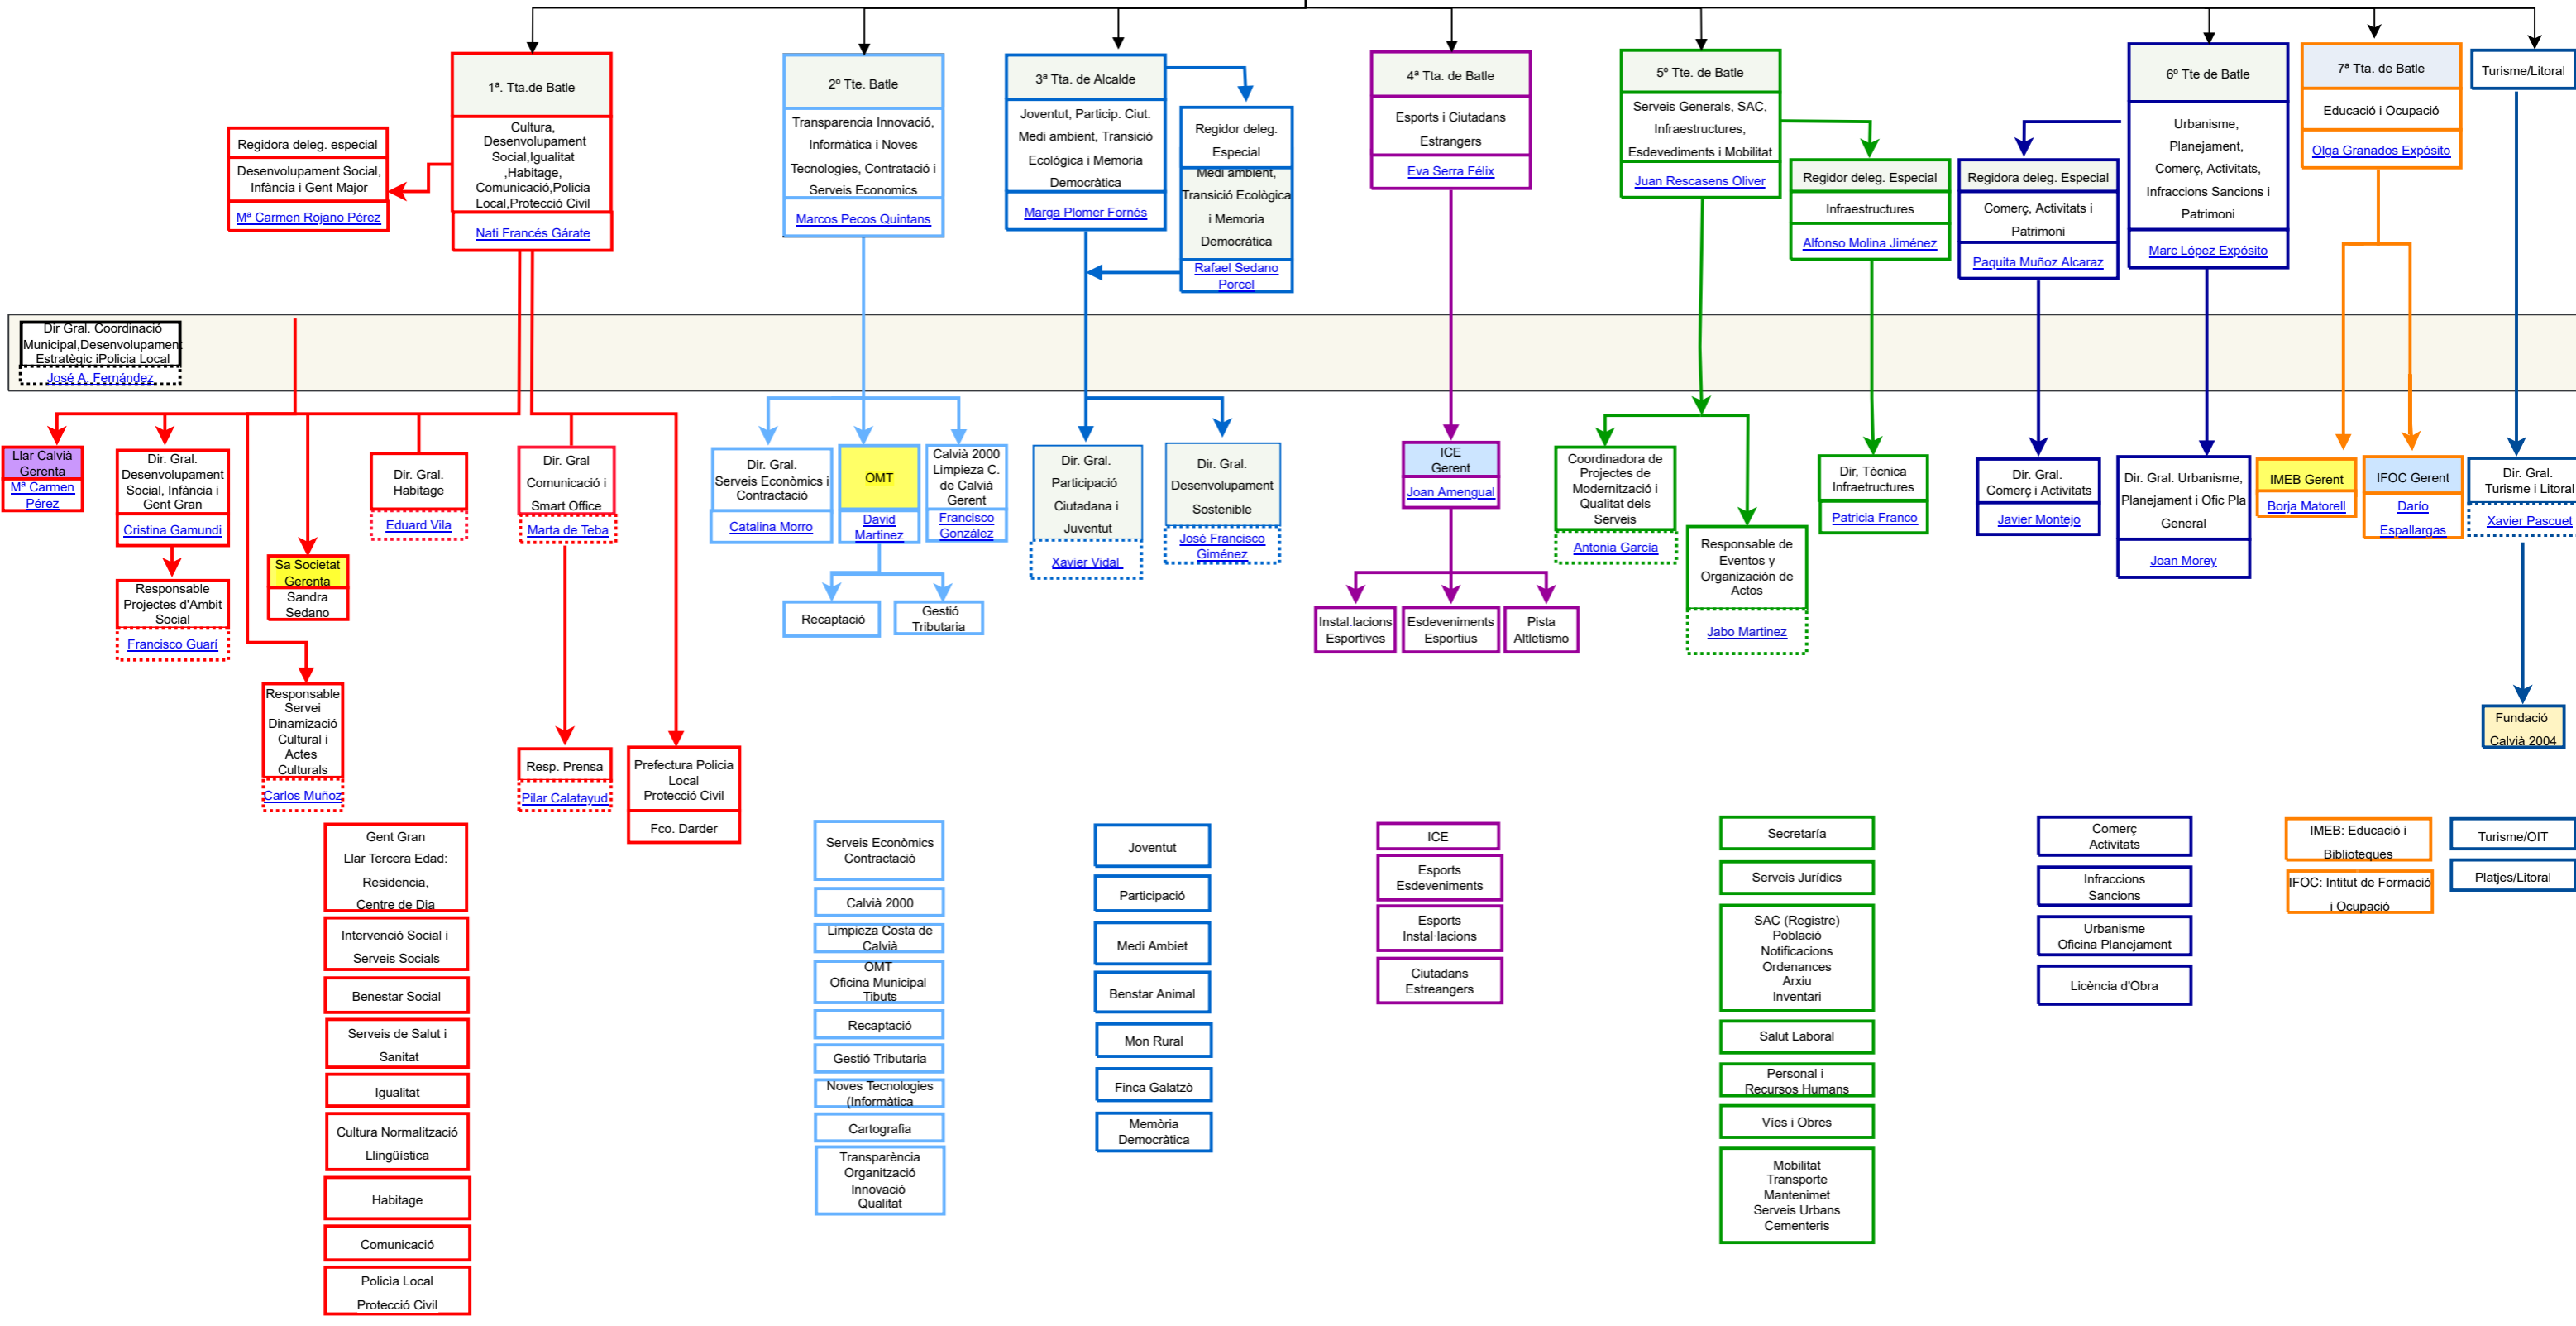 1ª. Tta.de Batle
Cultura,
Desenvolupament
Social,Igualitat
,Habitage,
Comunicació,Policia
Local,Protecció Civil
Nati Francés Gárate
Regidora deleg. especial
Desenvolupament Social,
Infància i Gent Major
Mª Carmen Rojano Pérez
2º Tte. Batle
Transparencia Innovació,
Informàtica i Noves
Tecnologies, Contratació i
Serveis Economics
Marcos Pecos Quintans
3ª Tta. de Alcalde
Joventut, Particip. Ciut.
Medi ambient, Transició
Ecológica i Memoria
Democràtica
Marga Plomer Fornés
Regidor deleg.
Especial
Medi ambient,
Transició Ecològica
i Memoria
Democrática
Rafael Sedano
Porcel
4ª Tta. de Batle
Esports i Ciutadans
Estrangers
Eva Serra Félix
5º Tte. de Batle
Serveis Generals, SAC,
Infraestructures,
Esdevediments i Mobilitat
Juan Rescasens Oliver
Regidor deleg. Especial
Infraestructures
Alfonso Molina Jiménez
Regidora deleg. Especial
Comerç, Activitats i
Patrimoni
Paquita Muñoz Alcaraz
6º Tte de Batle
Urbanisme,
Planejament,
Comerç, Activitats,
Infraccions Sancions i
Patrimoni
Marc López Expósito
7ª Tta. de Batle
Educació i Ocupació
Olga Granados Expósito
Turisme/Litoral
Dir Gral. Coordinació
Municipal,Desenvolupament
Estratègic iPolicia Local
José A. Fernández
Llar Calvià
Gerenta
Mª Carmen
Pérez
Dir. Gral.
Desenvolupament
Social, Infància i
Gent Gran
Cristina Gamundi
Responsable
Projectes d'Ambit
Social
Francisco Guarí
Sa Societat
Gerenta
Sandra
Sedano
Responsable
Servei
Dinamizació
Cultural i
Actes
Culturals
Carlos Muñoz
Dir. Gral.
Habitage
Eduard Vila
Dir. Gral
Comunicació i
Smart Office
Marta de Teba
Resp. Prensa
Pilar Calatayud
Prefectura Policia
Local
Protecció Civil
Fco. Darder
Dir. Gral.
Serveis Econòmics i
Contractació
Catalina Morro
OMT
David
Martinez
Calvià 2000
Limpieza C.
de Calvià
Gerent
Francisco
González
Recaptació
Gestió
Tributaria
Dir. Gral.
Participació
Ciutadana i
Juventut
Xavier Vidal
Dir. Gral.
Desenvolupament
Sostenible
José Francisco
Giménez
ICE
Gerent
Joan Amengual
Instal.lacions
Esportives
Esdeveniments
Esportius
Pista
Altletismo
Coordinadora de
Projectes de
Modernització i
Qualitat dels
Serveis
Antonia García
Responsable de
Eventos y
Organización de
Actos
Jabo Martinez
Dir, Tècnica
Infraetructures
Patricia Franco
Dir. Gral.
Comerç i Activitats
Javier Montejo
Dir. Gral. Urbanisme,
Planejament i Ofic Pla
General
Joan Morey
IMEB Gerent
Borja Matorell
IFOC Gerent
Darío
Espallargas
Dir. Gral.
Turisme i Litoral
Xavier Pascuet
Fundació
Calvià 2004
Gent Gran
Llar Tercera Edad:
Residencia,
Centre de Dia
Intervenció Social i
Serveis Socials
Benestar Social
Serveis de Salut i
Sanitat
Igualitat
Cultura Normalització
Llingüística
Habitage
Comunicació
Policìa Local
Protecció Civil
Serveis Econòmics
Contractaciò
Calvià 2000
Limpieza Costa de
Calvià
OMT
Oficina Municipal
Tibuts
Recaptació
Gestió Tributaria
Noves Tecnologies
(Informàtica
Cartografia
Transparència
Organització
Innovació
Qualitat
Joventut
Participació
Medi Ambiet
Benstar Animal
Mon Rural
Finca Galatzò
Memòria
Democràtica
ICE
Esports
Esdeveniments
Esports
Instal·lacions
Ciutadans
Estreangers
Secretaría
Serveis Jurídics
SAC (Registre)
Població
Notificacions
Ordenances
Arxiu
Inventari
Salut Laboral
Personal i
Recursos Humans
Víes i Obres
Mobilitat
Transporte
Mantenimet
Serveis Urbans
Cementeris
Comerç
Activitats
Infraccions
Sancions
Urbanisme
Oficina Planejament
Licència d'Obra
IMEB: Educació i
Biblioteques
IFOC: Intitut de Formació
i Ocupació
Turisme/OIT
Platjes/Litoral